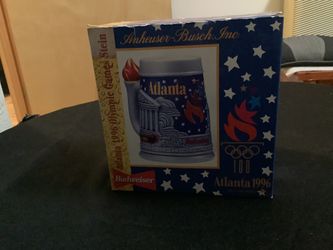 Anheuser-Busch, Inc
Atlanta 1996 Olympic Games Stein
Atlanta
Budweiser
Atlanta 1996